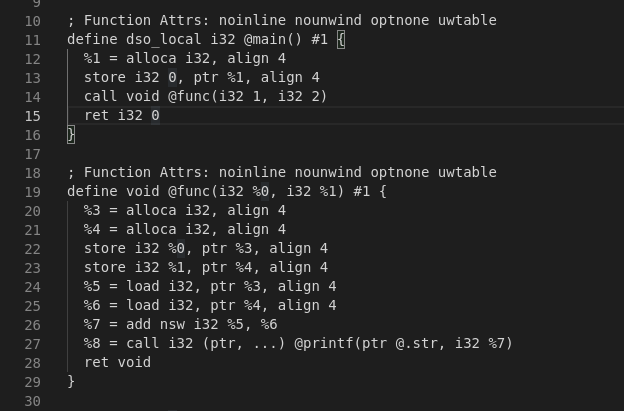 9
10 ; Function Attrs: noinline nounwind optnone uwtable
11 define dso_local i32 @main() #1 {
12 %1 = alloca i32, align 4
13 store i32 0, ptr %1, align 4
14 call void @func(i32 1, i32 2)
15 ret i32 0
16 }
17
18 ; Function Attrs: noinline nounwind optnone uwtable
19 define void @func(i32 %0, i32 %1) #1 {
20 %3 = alloca i32, align 4
21 %4 = alloca i32, align 4
22 store i32 %0, ptr %3, align 4
23 store i32 %1, ptr %4, align 4
24 %5 = load i32, ptr %3, align 4
25 %6 = load i32, ptr %4, align 4
26 %7 = add nsw i32 %5, %6
27 %8 = call i32 (ptr, ...) @printf(ptr @.str, i32 %7)
28 ret void
29 }
30